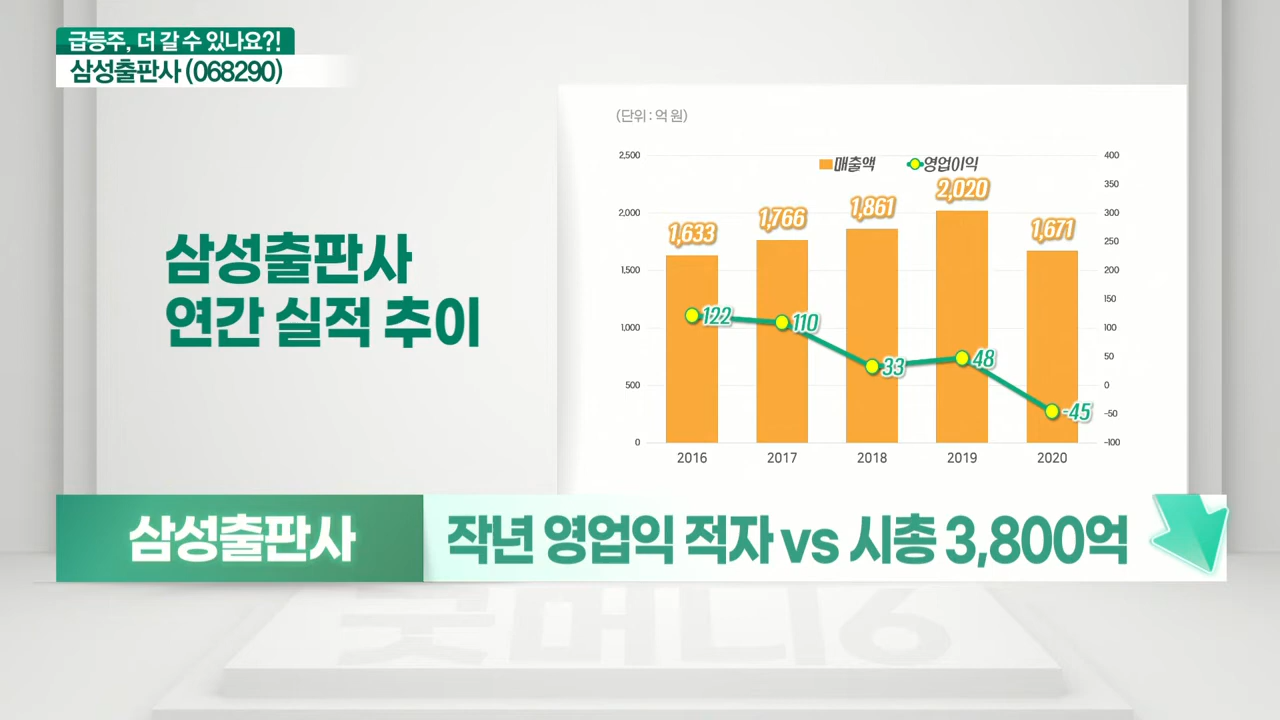 급등주, 더 갈 수 있나요?!
삼성출판사 (068290)
삼성출판사
연간 실적 추이
(단위 : 억 원)
매출액 영업이익
2,500
2,000
1,500
1,000
500
0
400
350
300
250
200
150
100
50
0
-50
-100
1,633
1,766
1,861
2,020
1,671
122
110
33
48
-45
2016 2017 2018 2019 2020
삼성출판사
작년 영업익 적자 vs 시총 3,800억
굿머니6